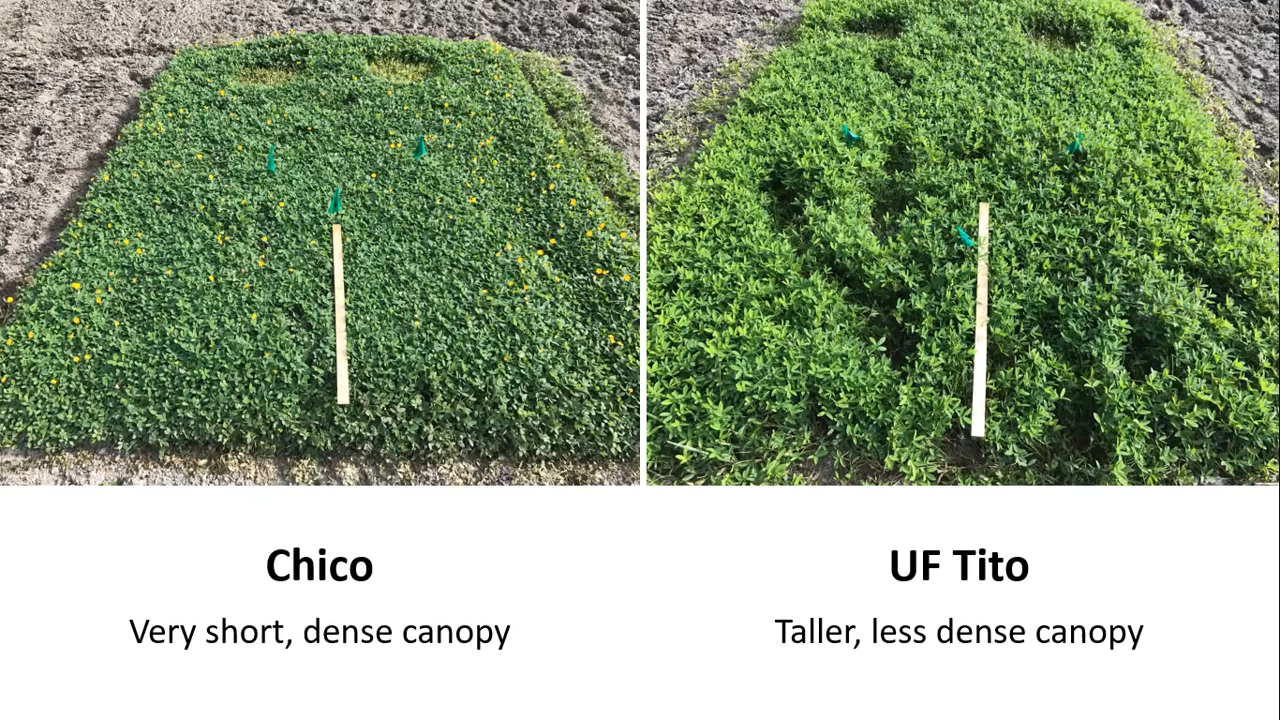 Chico
Very short, dense canopy
UF Tito
Taller, less dense canopy